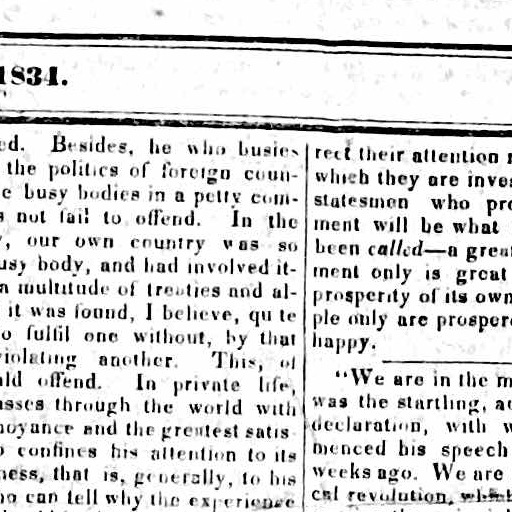 1834.
ed. Besides, he who busies
the politics of foreign coun-
e busy bodies in a petty com-
s not fail to offend. In the
, our own country was so
usy body, and had involved it-
a multitude of treaties and al-
it was found, I believe, qu te
o fulfil one without, by that
violating another. This, of
ld offend. In private life,
asses through the world with
noyance and the greatest satis
o confines his attention to its
ness, that is, generally, to his
ho can tell why the experience
rect their attention
which they are inves
statesmen who pro
ment will be what
been called—a great
ment only is great
prosperity of its own
ple only are prosper
happy.
"We are in the m
was the startling, a
declaration, with w
menced his speech
weeks ago. We are
cal revolution, which